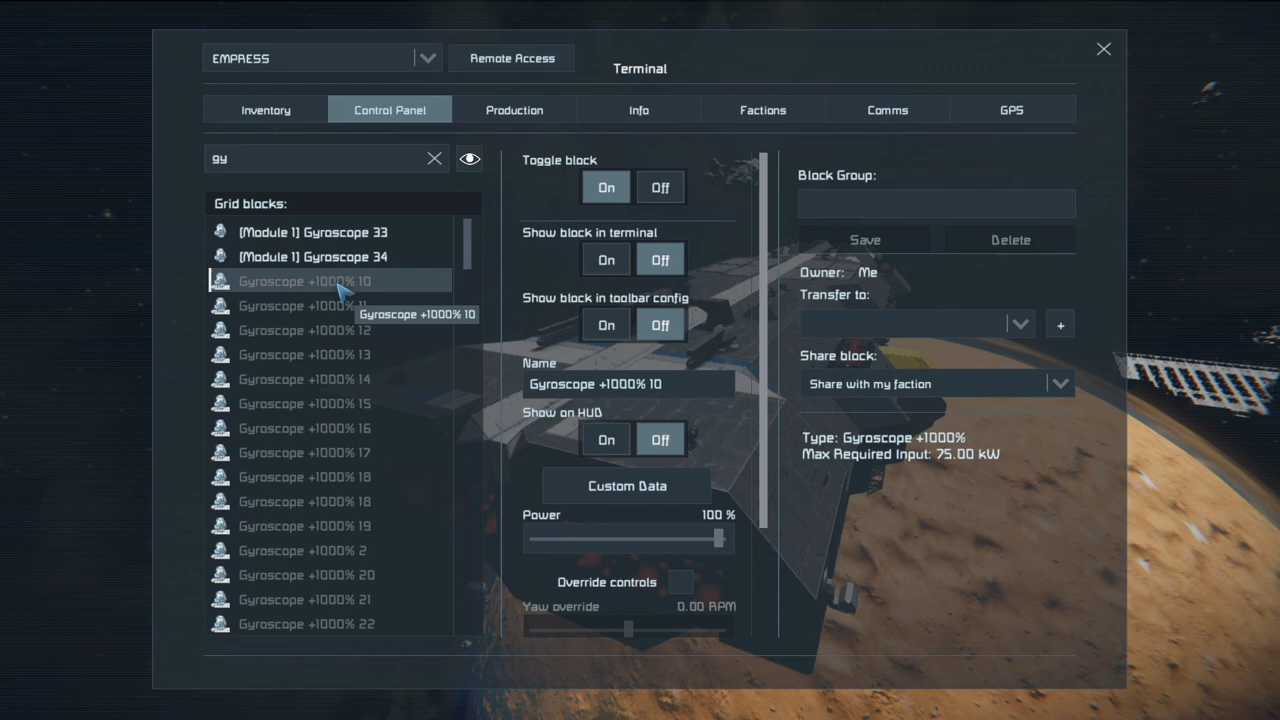 EMPRESS
Remote Access
Terminal
Inventory
Control Panel
Production
Info
Factions
Comms
GPS
gy
Grid blocks:
[Module 1] Gyroscope 33
[Module 1] Gyroscope 34
Gyroscope +1000% 10
Gyroscope +1000% 11
Gyroscope +1000% 10
Gyroscope +1000% 12
Gyroscope +1000% 13
Gyroscope +1000% 14
Gyroscope +1000% 15
Gyroscope +1000% 16
Gyroscope +1000% 17
Gyroscope +1000% 18
Gyroscope +1000% 18
Gyroscope +1000% 19
Gyroscope +1000% 2
Gyroscope +1000% 20
Gyroscope +1000% 21
Gyroscope +1000% 22
Toggle block
On
Off
Show block in terminal
On
Off
Show block in toolbar config
On
Off
Name
Gyroscope +1000% 10
Show on HUD
On
Off
Custom Data
Power 100 %
Override controls
Yaw override 0.00 RPM
Block Group:
Save
Delete
Owner: Me
Transfer to:
+
Share block:
Share with my faction
Type: Gyroscope +1000%
Max Required Input: 75.00 kW